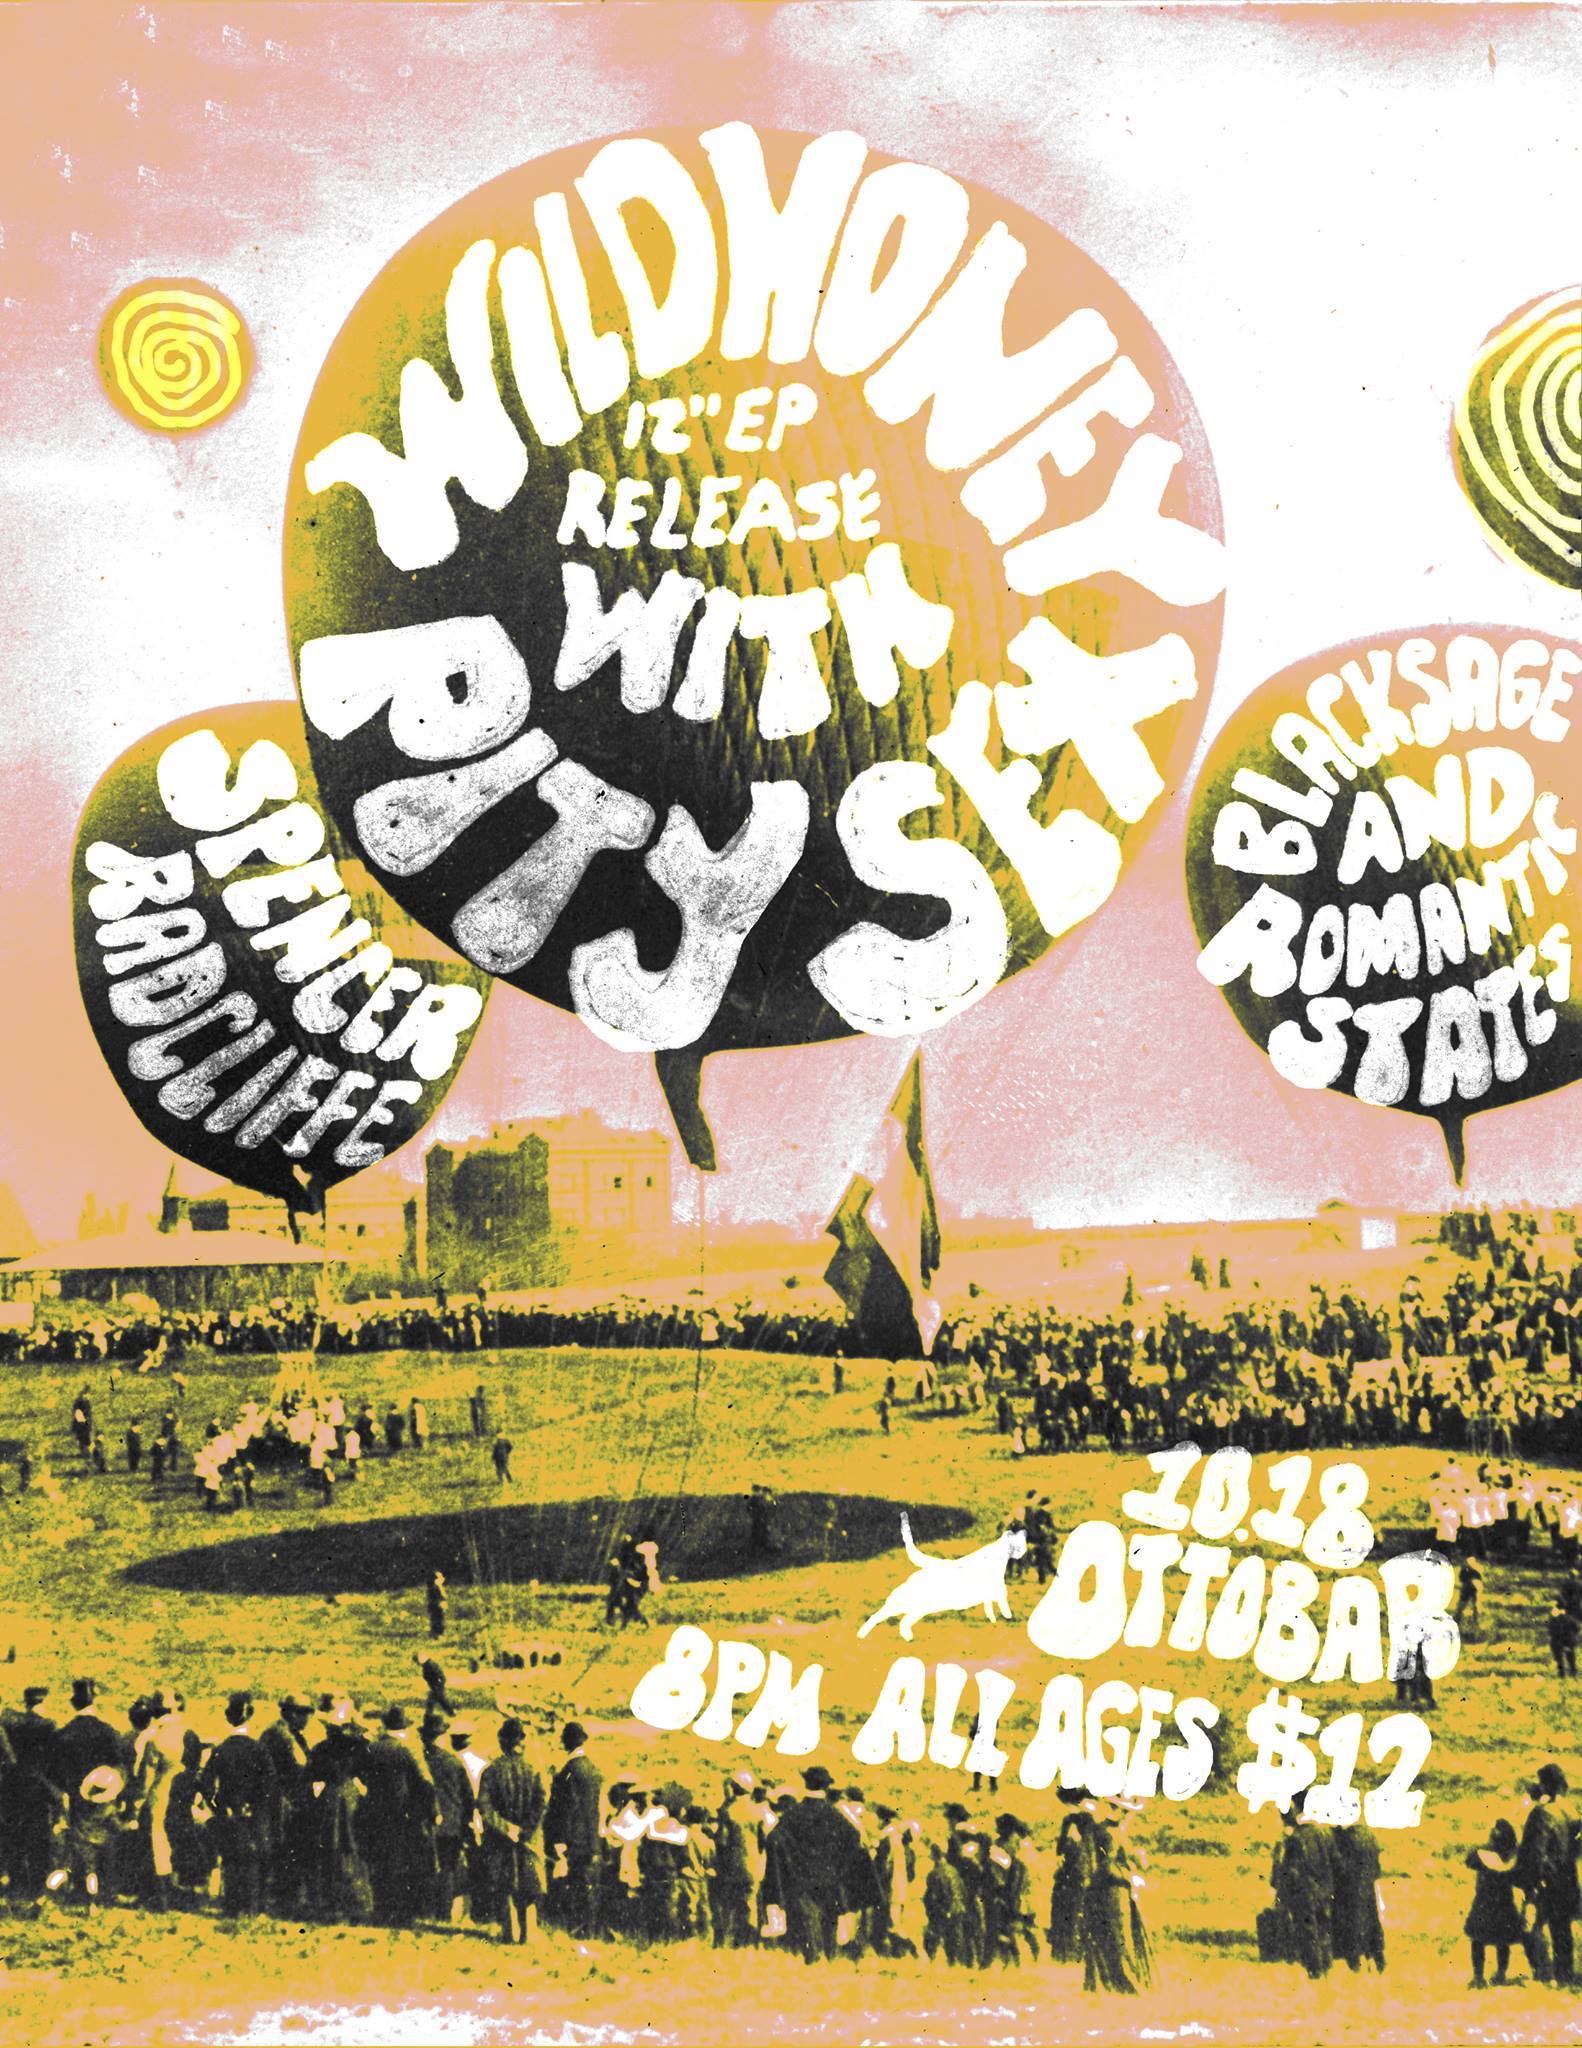 WILDHONEY
12" EP
RELEASE
WITH
PITY SEX
SPENCER
RADCLIFFE
BLACKSAGE
AND
ROMANTIC
STATES
10.18
OTTOBAR
8PM ALL AGES $12